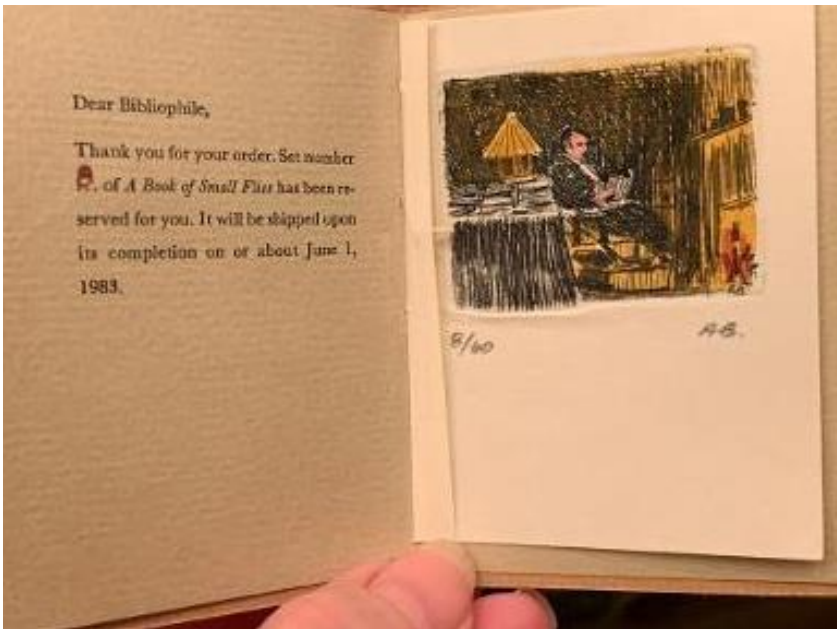 Dear Bibliophile,
Thank you for your order. Set number
of A Book of Small Flies has been re-
served for you. It will be shipped upon
its completion on or about June 1,
1983.
8/60
A.B.